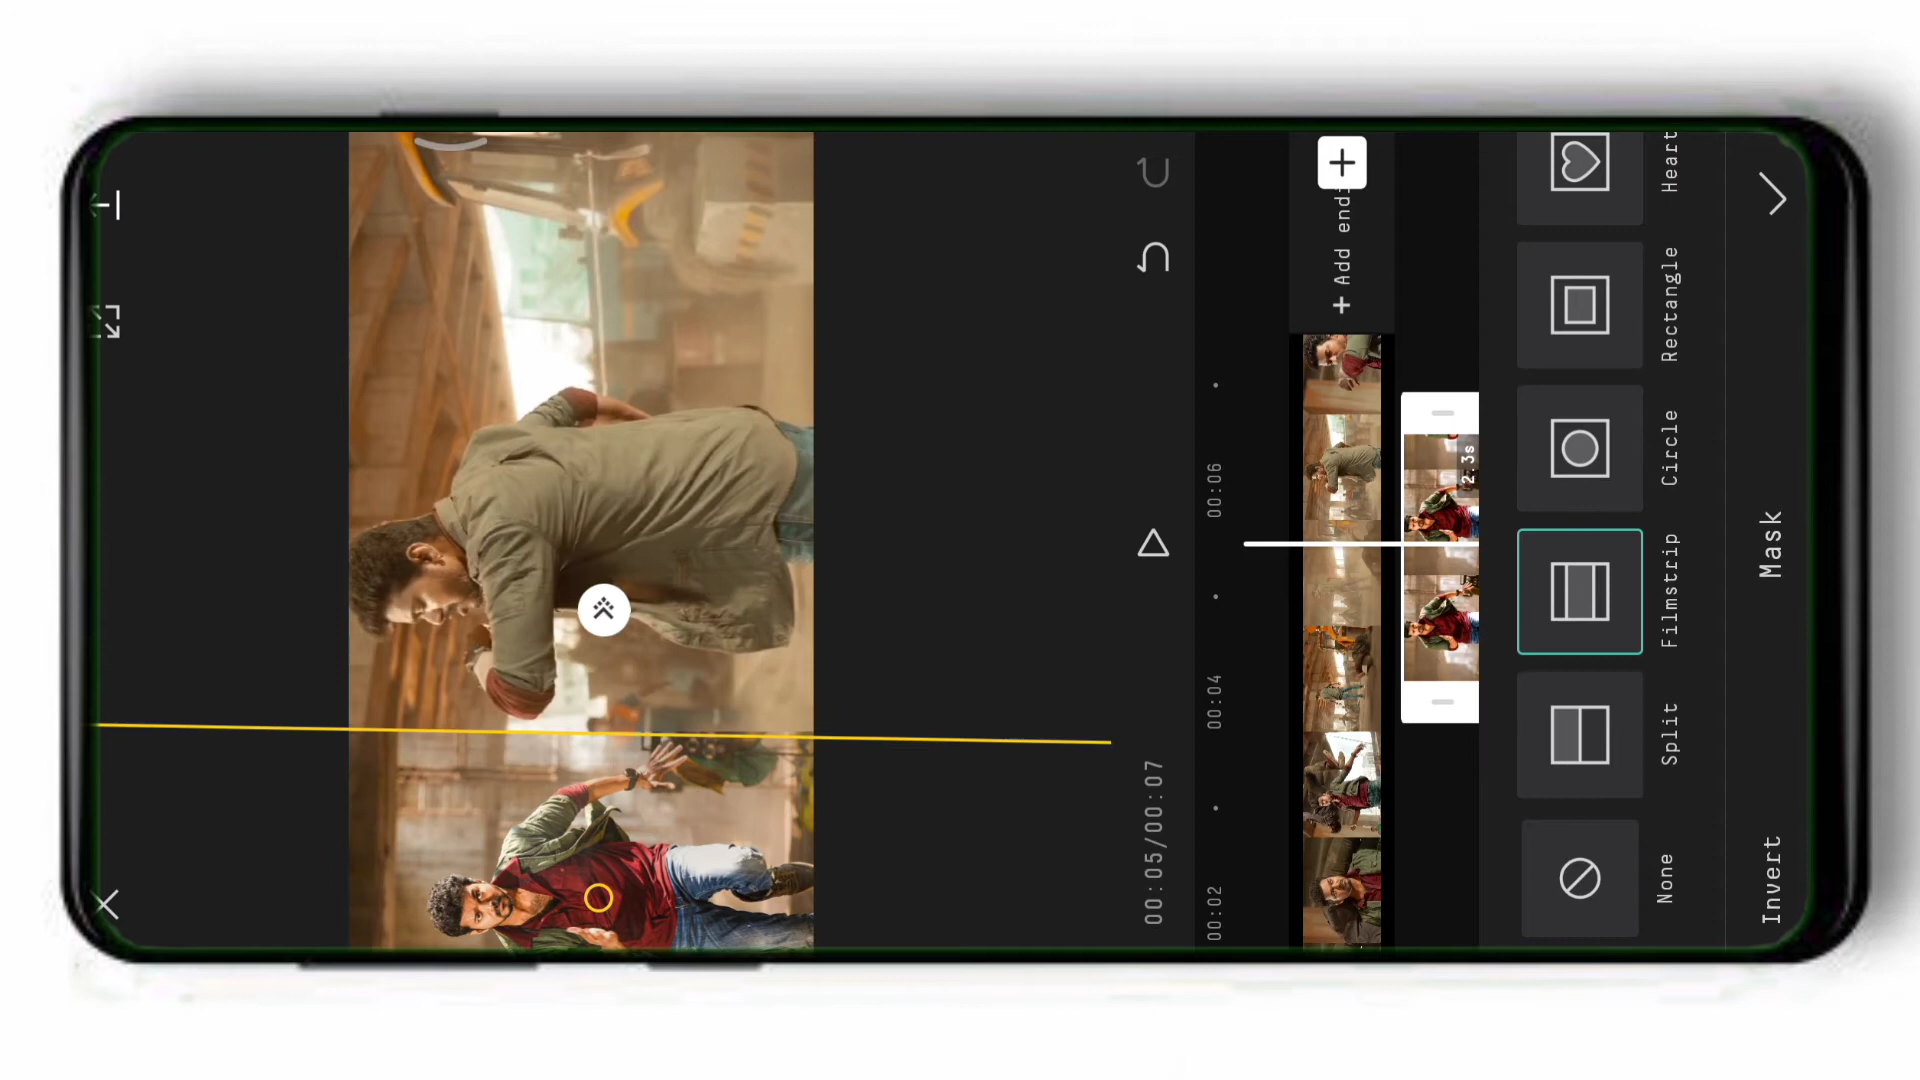 00:05/00:07
00:02
00:04
00:06
+ Add endi
2.3s
None
Split
Filmstrip
Circle
Rectangle
Heart
Invert
Mask